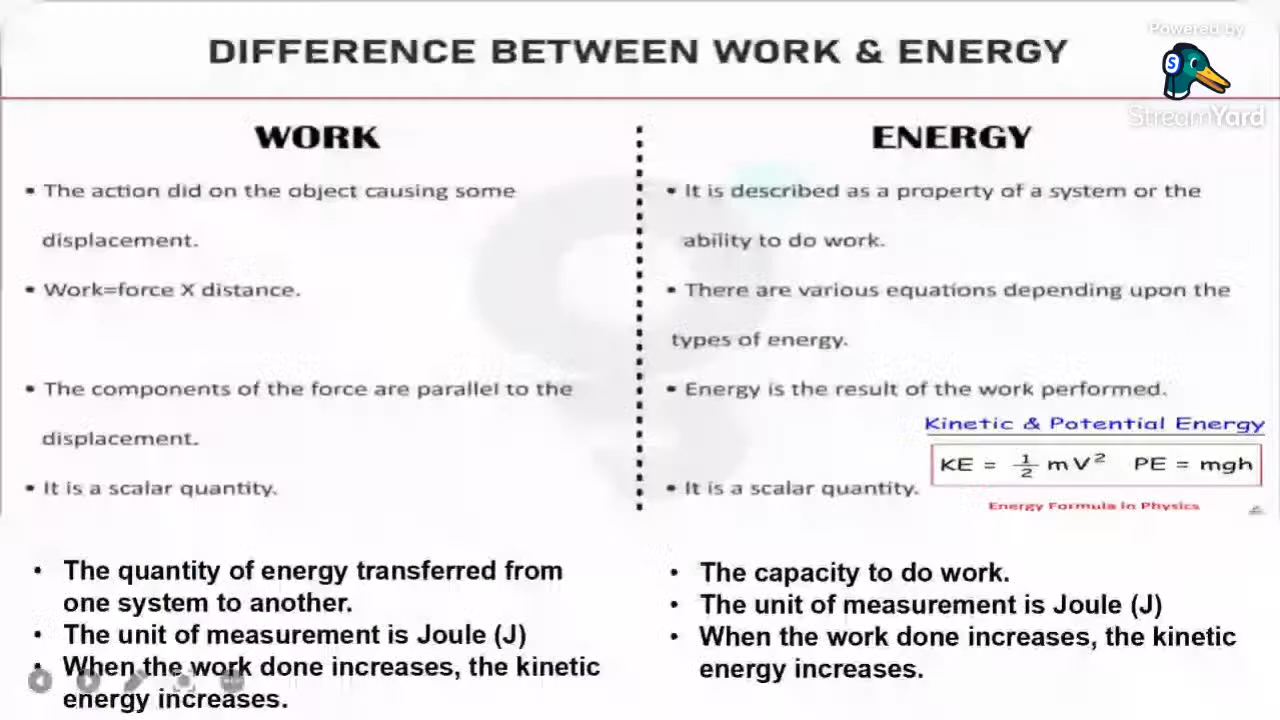 Powered by
StreamYard
DIFFERENCE BETWEEN WORK & ENERGY
WORK
• The action did on the object causing some
displacement.
• Work=force X distance.
• The components of the force are parallel to the
displacement.
• It is a scalar quantity.
• The quantity of energy transferred from
one system to another.
• The unit of measurement is Joule (J)
• When the work done increases, the kinetic
energy increases.
ENERGY
• It is described as a property of a system or the
ability to do work.
• There are various equations depending upon the
types of energy.
• Energy is the result of the work performed.
Kinetic & Potential Energy
KE = 1/2 mV² PE = mgh
Energy Formula in Physics
• It is a scalar quantity.
• The capacity to do work.
• The unit of measurement is Joule (J)
• When the work done increases, the kinetic
energy increases.